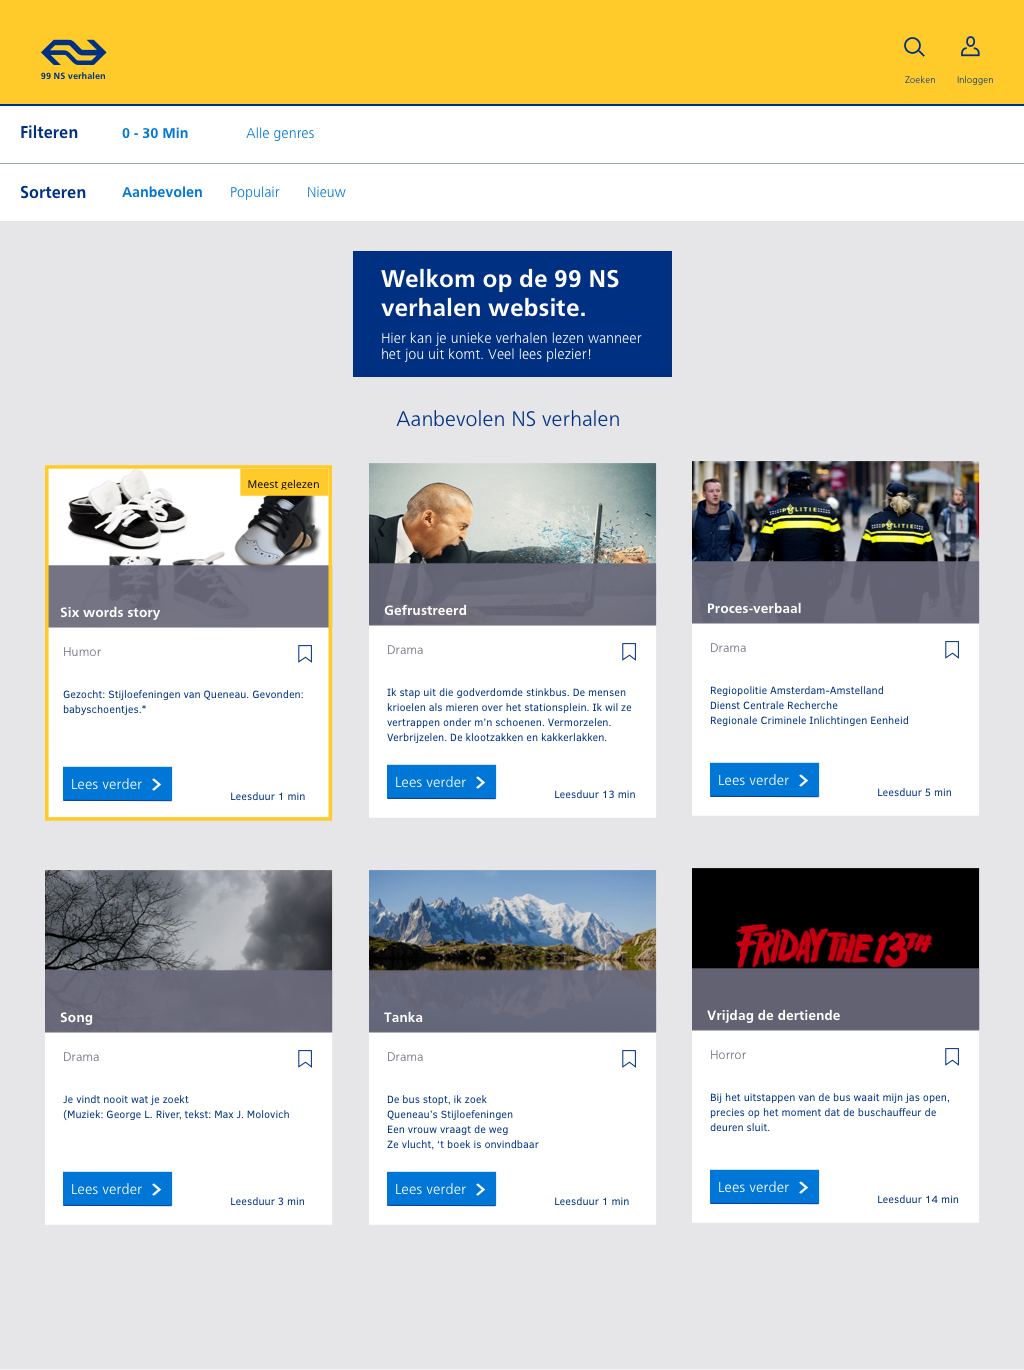 99 NS verhalen
Zoeken
Inloggen
Filteren
0 - 30 Min
Alle genres
Sorteren
Aanbevolen
Populair
Nieuw
Welkom op de 99 NS
verhalen website.
Hier kan je unieke verhalen lezen wanneer
het jou uit komt. Veel lees plezier!
Aanbevolen NS verhalen
Meest gelezen
Six words story
Humor
Gezocht: Stijloefeningen van Queneau. Gevonden:
babyschoentjes.*
Lees verder
Leesduur 1 min
Gefrustreerd
Drama
Ik stap uit die godverdomde stinkbus. De mensen
krioelen als mieren over het stationsplein. Ik wil ze
vertrappen onder m'n schoenen. Vermorzelen.
Verbrijzelen. De klootzakken en kakkerlakken.
Lees verder
Leesduur 13 min
POLITIE
POLITIE
Proces-verbaal
Drama
Regiopolitie Amsterdam-Amstelland
Dienst Centrale Recherche
Regionale Criminele Inlichtingen Eenheid
Lees verder
Leesduur 5 min
Song
Drama
Je vindt nooit wat je zoekt
(Muziek: George L. River, tekst: Max J. Molovich
Lees verder
Leesduur 3 min
Tanka
Drama
De bus stopt, ik zoek
Queneau's Stijloefeningen
Een vrouw vraagt de weg
Ze vlucht, 't boek is onvindbaar
Lees verder
Leesduur 1 min
FRIDAY THE 13TH
Vrijdag de dertiende
Horror
Bij het uitstappen van de bus waait mijn jas open,
precies op het moment dat de buschauffeur de
deuren sluit.
Lees verder
Leesduur 14 min